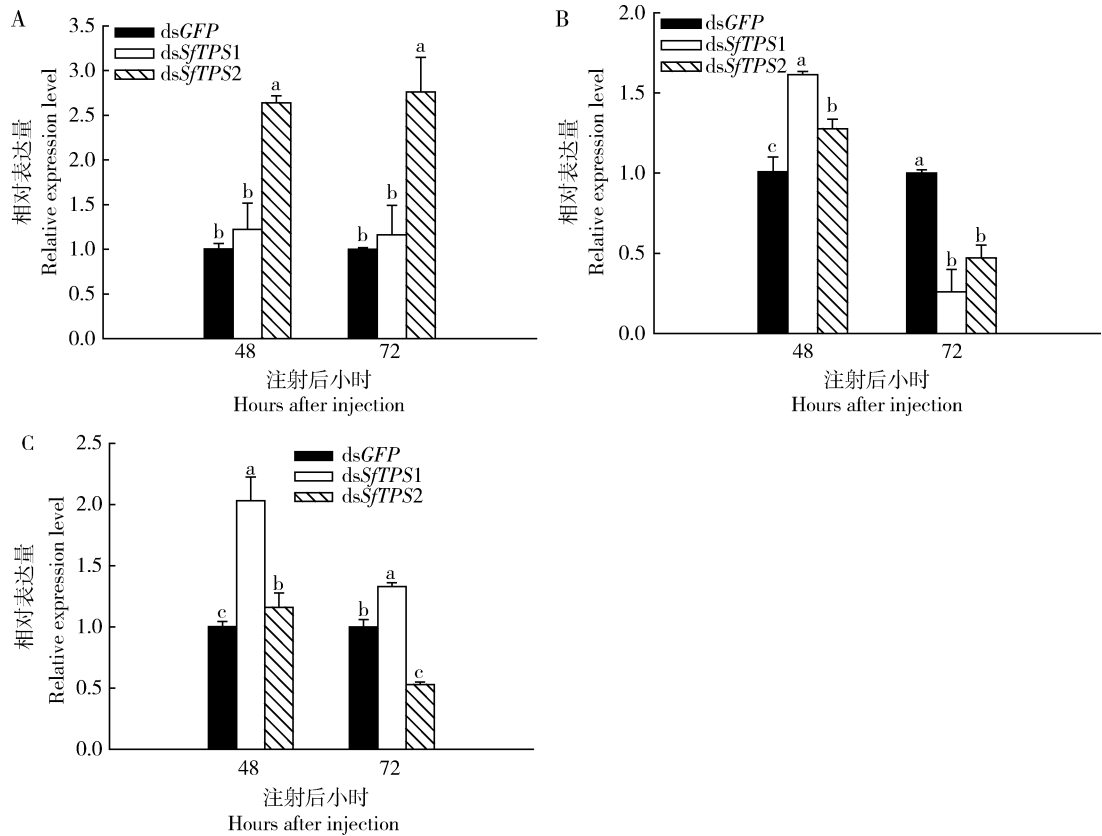 A
dsGFP
dsSfTPS1
dsSfTPS2
相对表达量
Relative expression level
3.5
3.0
2.5
2.0
1.5
1.0
0.5
0.0
b
b
a
b
b
a
48
72
注射后小时
Hours after injection
B
dsGFP
dsSfTPS1
dsSfTPS2
相对表达量
Relative expression level
2.0
1.5
1.0
0.5
0.0
c
a
b
a
b
b
48
72
注射后小时
Hours after injection
C
dsGFP
dsSfTPS1
dsSfTPS2
相对表达量
Relative expression level
2.5
2.0
1.5
1.0
0.5
0.0
c
a
b
b
a
c
48
72
注射后小时
Hours after injection